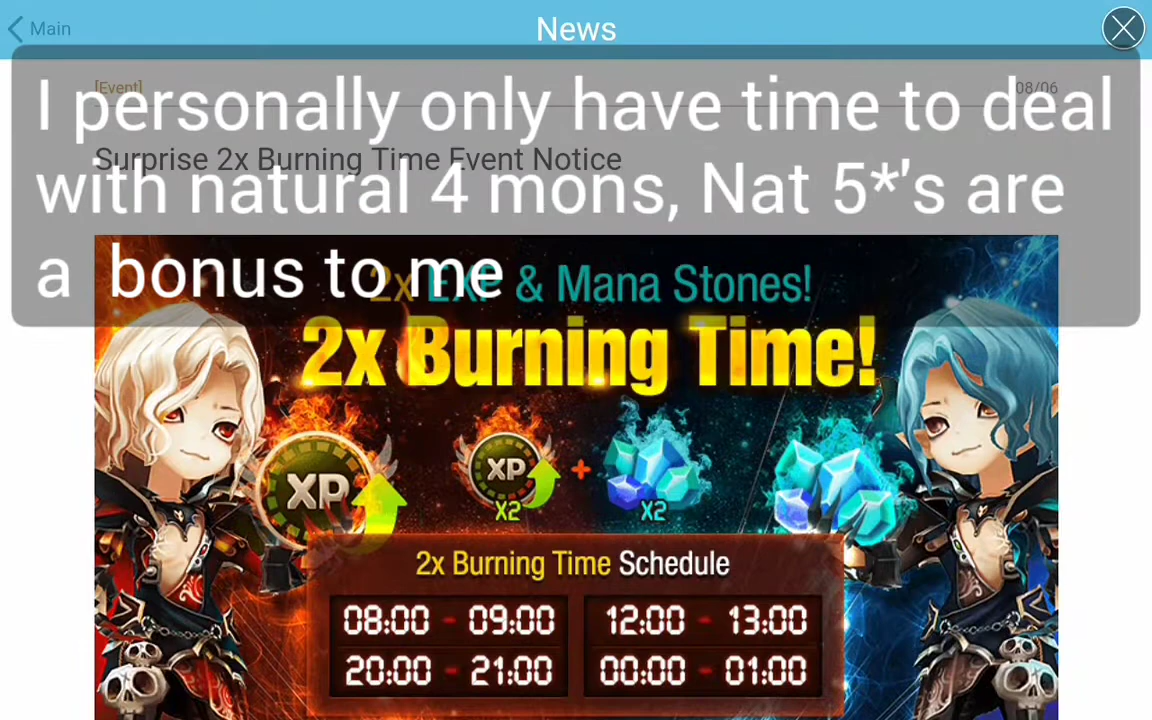 Main
News
[Event]
08/06
Surprise 2x Burning Time Event Notice
I personally only have time to deal
with natural 4 mons, Nat 5*'s are
a bonus to me
2x EXP & Mana Stones!
2x Burning Time!
XP
XP
X2
+
X2
2x Burning Time Schedule
08:00 - 09:00
12:00 - 13:00
20:00 - 21:00
00:00 - 01:00